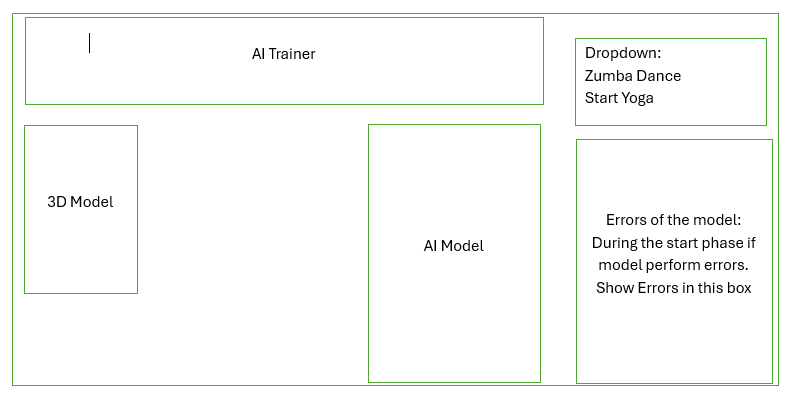 AI Trainer
Dropdown:
Zumba Dance
Start Yoga
3D Model
AI Model
Errors of the model:
During the start phase if
model perform errors.
Show Errors in this box